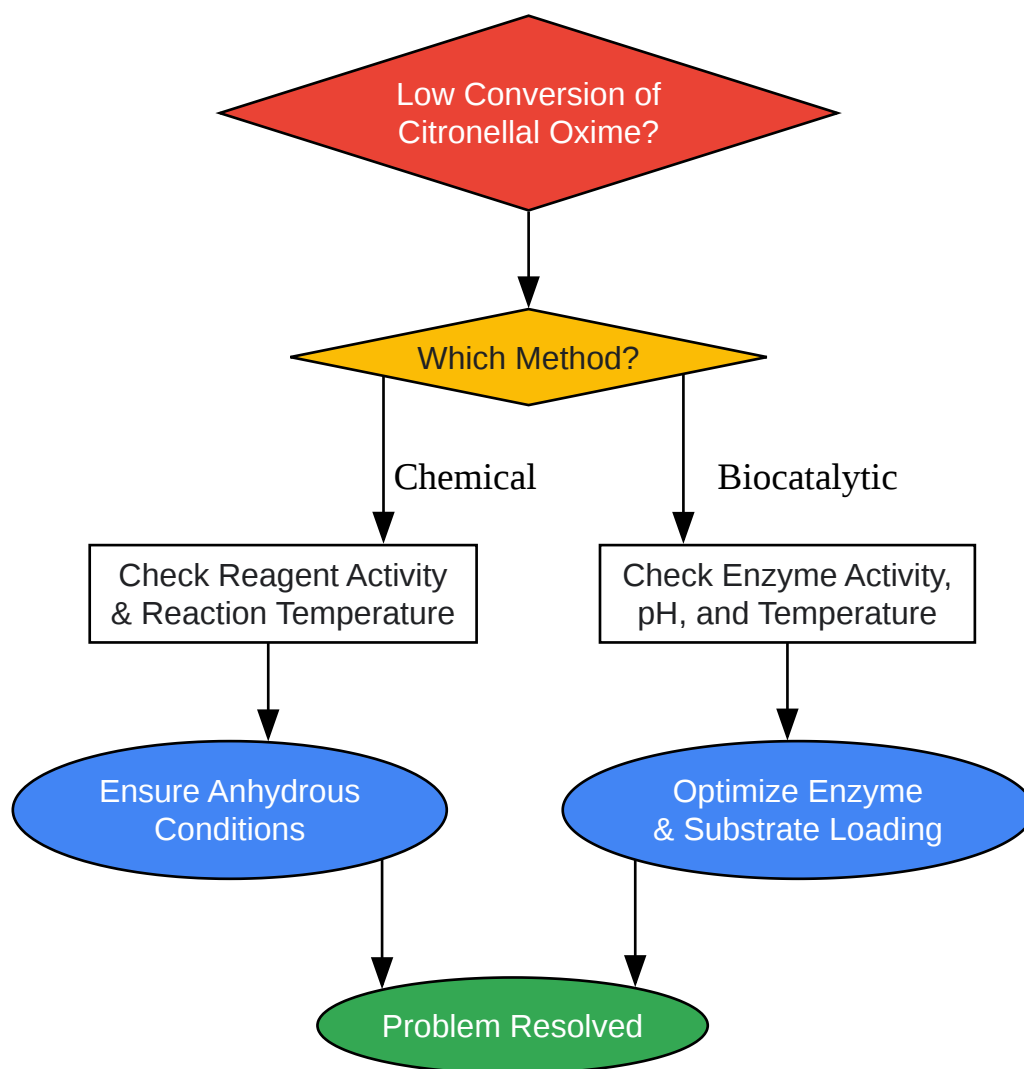 Low Conversion of
Citronellal Oxime?
Which Method?
Chemical
Biocatalytic
Check Reagent Activity
& Reaction Temperature
Check Enzyme Activity,
pH, and Temperature
Ensure Anhydrous
Conditions
Optimize Enzyme
& Substrate Loading
Problem Resolved